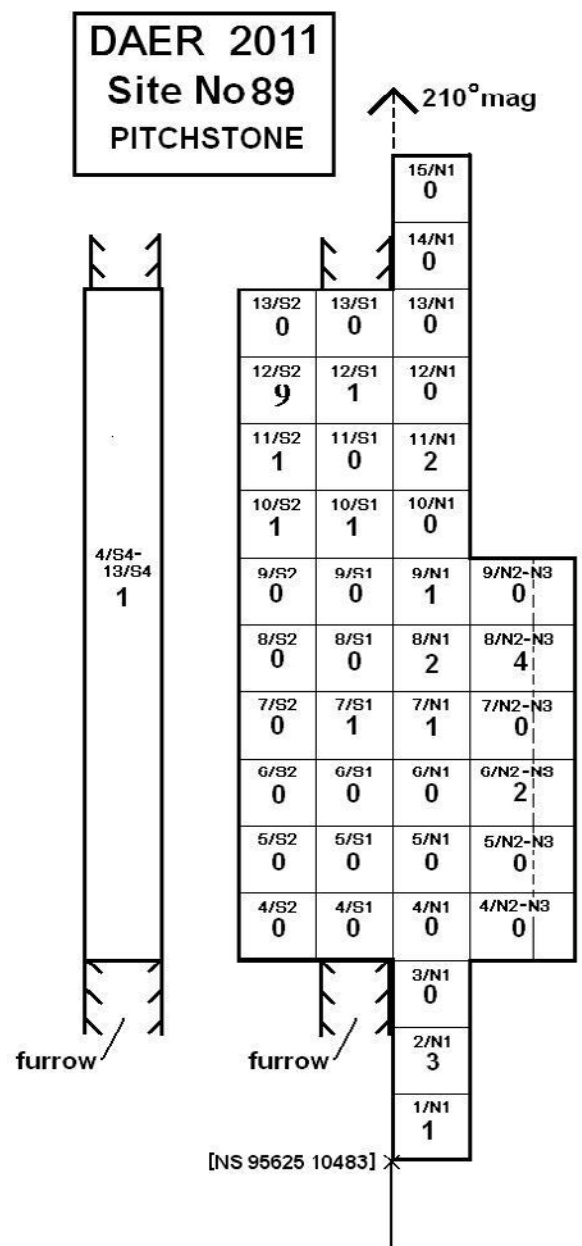 DAER 2011
Site No 89
PITCHSTONE
210°mag
15/N1
0
14/N1
0
13/S2 13/S1 13/N1
0 0 0
12/S2 12/S1 12/N1
9 1 0
11/S2 11/S1 11/N1
1 0 2
10/S2 10/S1 10/N1
1 1 0
4/S4-
13/S4
1
9/S2 9/S1 9/N1 9/N2-N3
0 0 1 0
8/S2 8/S1 8/N1 8/N2-N3
0 0 2 4
7/S2 7/S1 7/N1 7/N2-N3
0 1 1 0
6/S2 6/S1 6/N1 6/N2-N3
0 0 0 2
5/S2 5/S1 5/N1 5/N2-N3
0 0 0 0
4/S2 4/S1 4/N1 4/N2-N3
0 0 0 0
3/N1
0
furrow furrow
2/N1
3
1/N1
1
[NS 95625 10483]